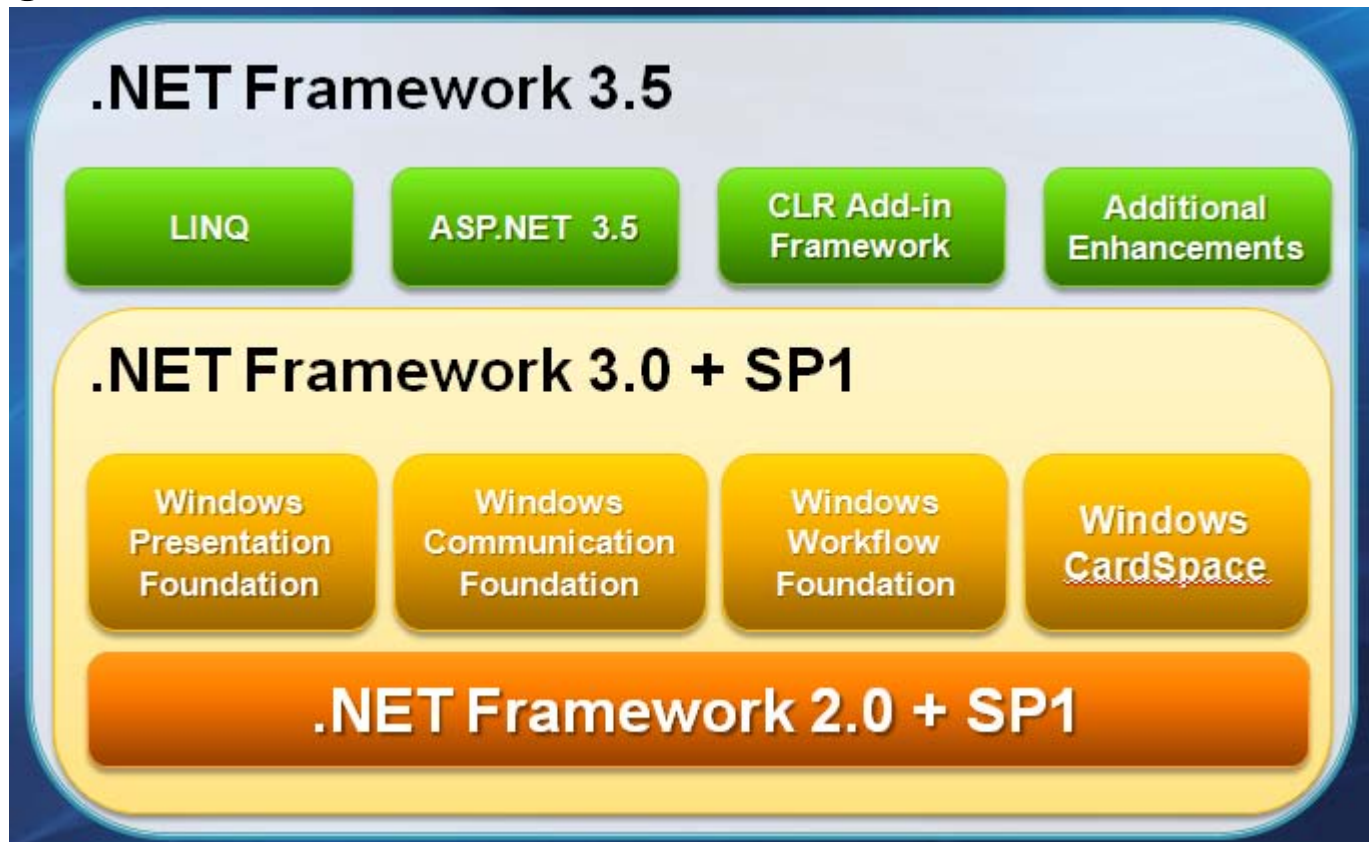 .NET Framework 3.5
LINQ
ASP.NET 3.5
CLR Add-in
Framework
Additional
Enhancements
.NET Framework 3.0 + SP1
Windows
Presentation
Foundation
Windows
Communication
Foundation
Windows
Workflow
Foundation
Windows
CardSpace
.NET Framework 2.0 + SP1